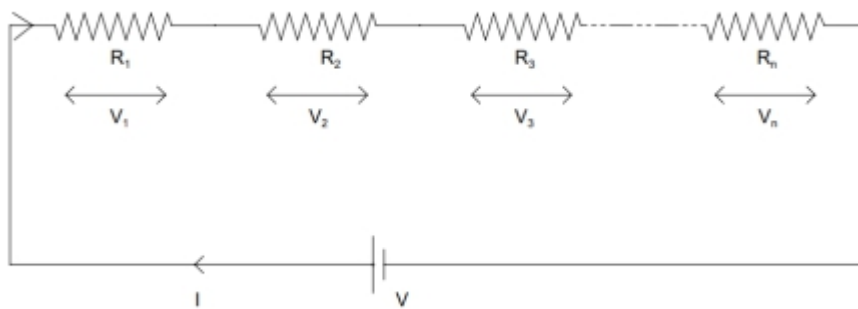 R₁ R₂ R₃ Rₙ
V₁ V₂ V₃ Vₙ
I V